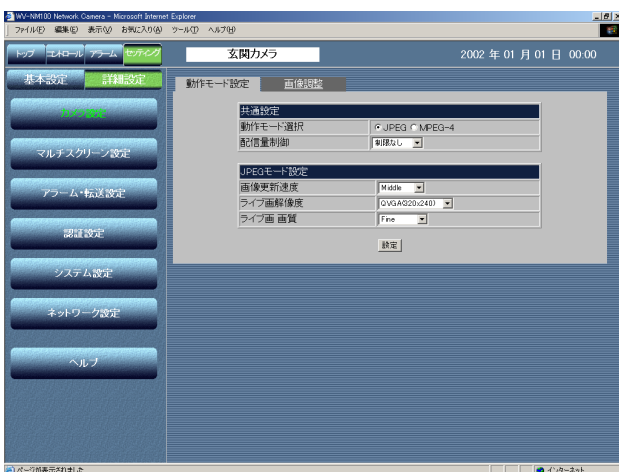 WV-NM100 Network Camera - Microsoft Internet Explorer
ファイル(F) 編集(E) 表示(V) お気に入り(A) ツール(T) ヘルプ(H)
トップ コントロール アラーム セッティング
玄関カメラ
2002 年 01 月 01 日 00:00
基本設定 詳細設定
動作モード設定 画像調整
カメラ設定
マルチスクリーン設定
アラーム・転送設定
認証設定
システム設定
ネットワーク設定
ヘルプ
共通設定
動作モード選択 JPEG MPEG-4
配信量制御 制限なし
JPEGモード設定
画像更新速度 Middle
ライブ画解像度 QVGA(320x240)
ライブ画 画質 Fine
設定
ページが表示されました
インターネット